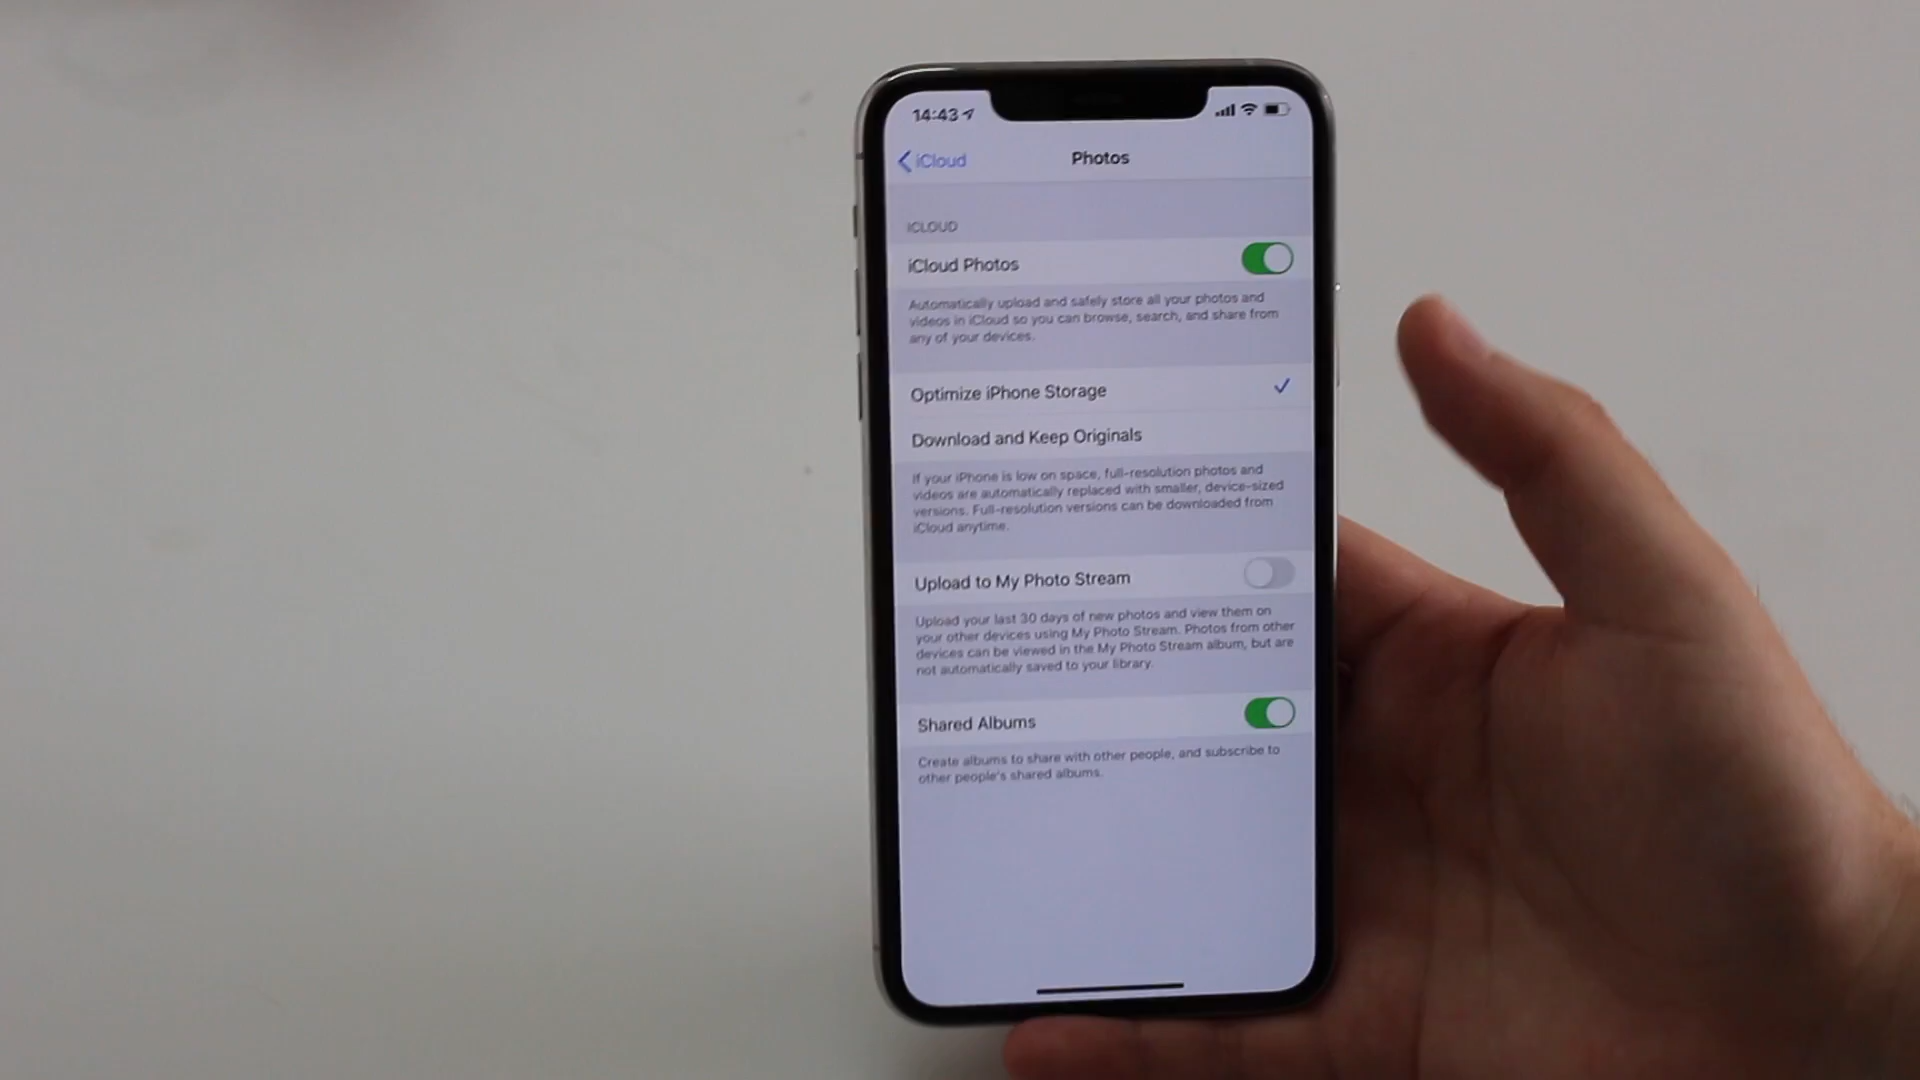 14:43
iCloud
Photos
ICLOUD
iCloud Photos
Automatically upload and safely store all your photos and
videos in iCloud so you can browse, search, and share from
any of your devices.
Optimize iPhone Storage
Download and Keep Originals
If your iPhone is low on space, full-resolution photos and
videos are automatically replaced with smaller, device-sized
versions. Full-resolution versions can be downloaded from
iCloud anytime.
Upload to My Photo Stream
Upload your last 30 days of new photos and view them on
your other devices using My Photo Stream. Photos from other
devices can be viewed in the My Photo Stream album, but are
not automatically saved to your library.
Shared Albums
Create albums to share with other people, and subscribe to
other people's shared albums.